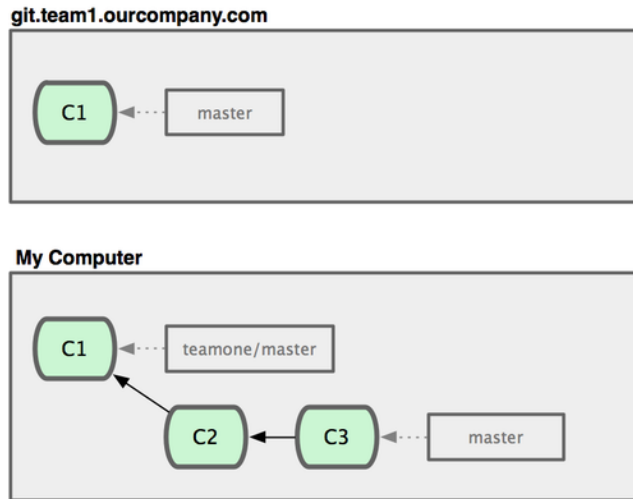 git.team1.ourcompany.com
C1
master
My Computer
C1
teamone/master
C2
C3
master